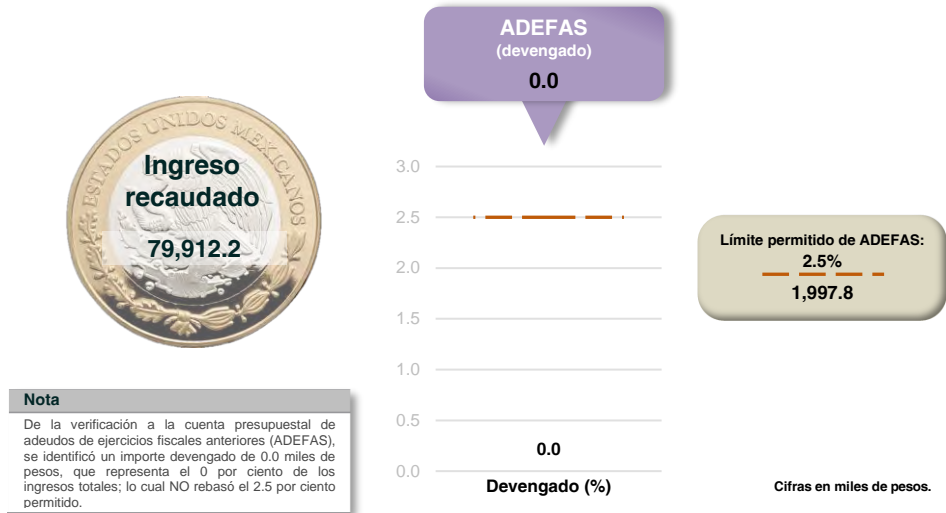 ADEFAS
(devengado)
0.0
ESTADOS UNIDOS MEXICANOS
Ingreso
recaudado
79,912.2
3.0
2.5
2.0
1.5
1.0
0.5
0.0
0.0
Devengado (%)
Límite permitido de ADEFAS:
2.5%
1,997.8
Nota
De la verificación a la cuenta presupuestal de
adeudos de ejercicios fiscales anteriores (ADEFAS),
se identificó un importe devengado de 0.0 miles de
pesos, que representa el 0 por ciento de los
ingresos totales; lo cual NO rebasó el 2.5 por ciento
permitido.
Cifras en miles de pesos.